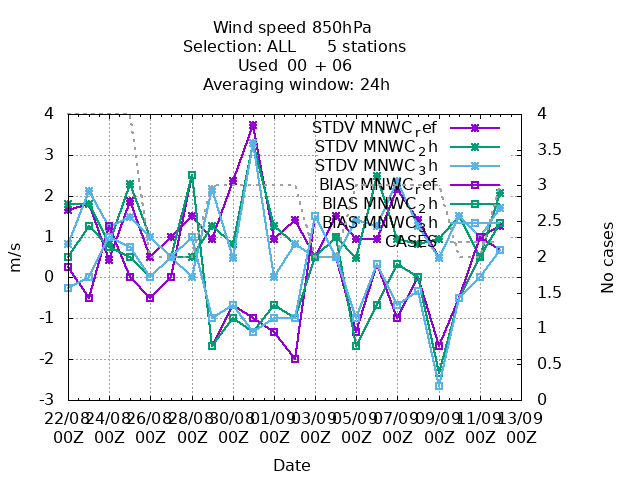 Wind speed 850hPa
Selection: ALL 5 stations
Used 00 + 06
Averaging window: 24h
STDV MNWC_ref
STDV MNWC_2h
STDV MNWC_3h
BIAS MNWC_ref
BIAS MNWC_2h
BIAS MNWC_3h
CASES
4
3
2
1
0
-1
-2
-3
m/s
4
3.5
3
2.5
2
1.5
1
0.5
0
No cases
22/08 24/08 26/08 28/08 30/08 01/09 03/09 05/09 07/09 09/09 11/09 13/09
00Z 00Z 00Z 00Z 00Z 00Z 00Z 00Z 00Z 00Z 00Z 00Z
Date